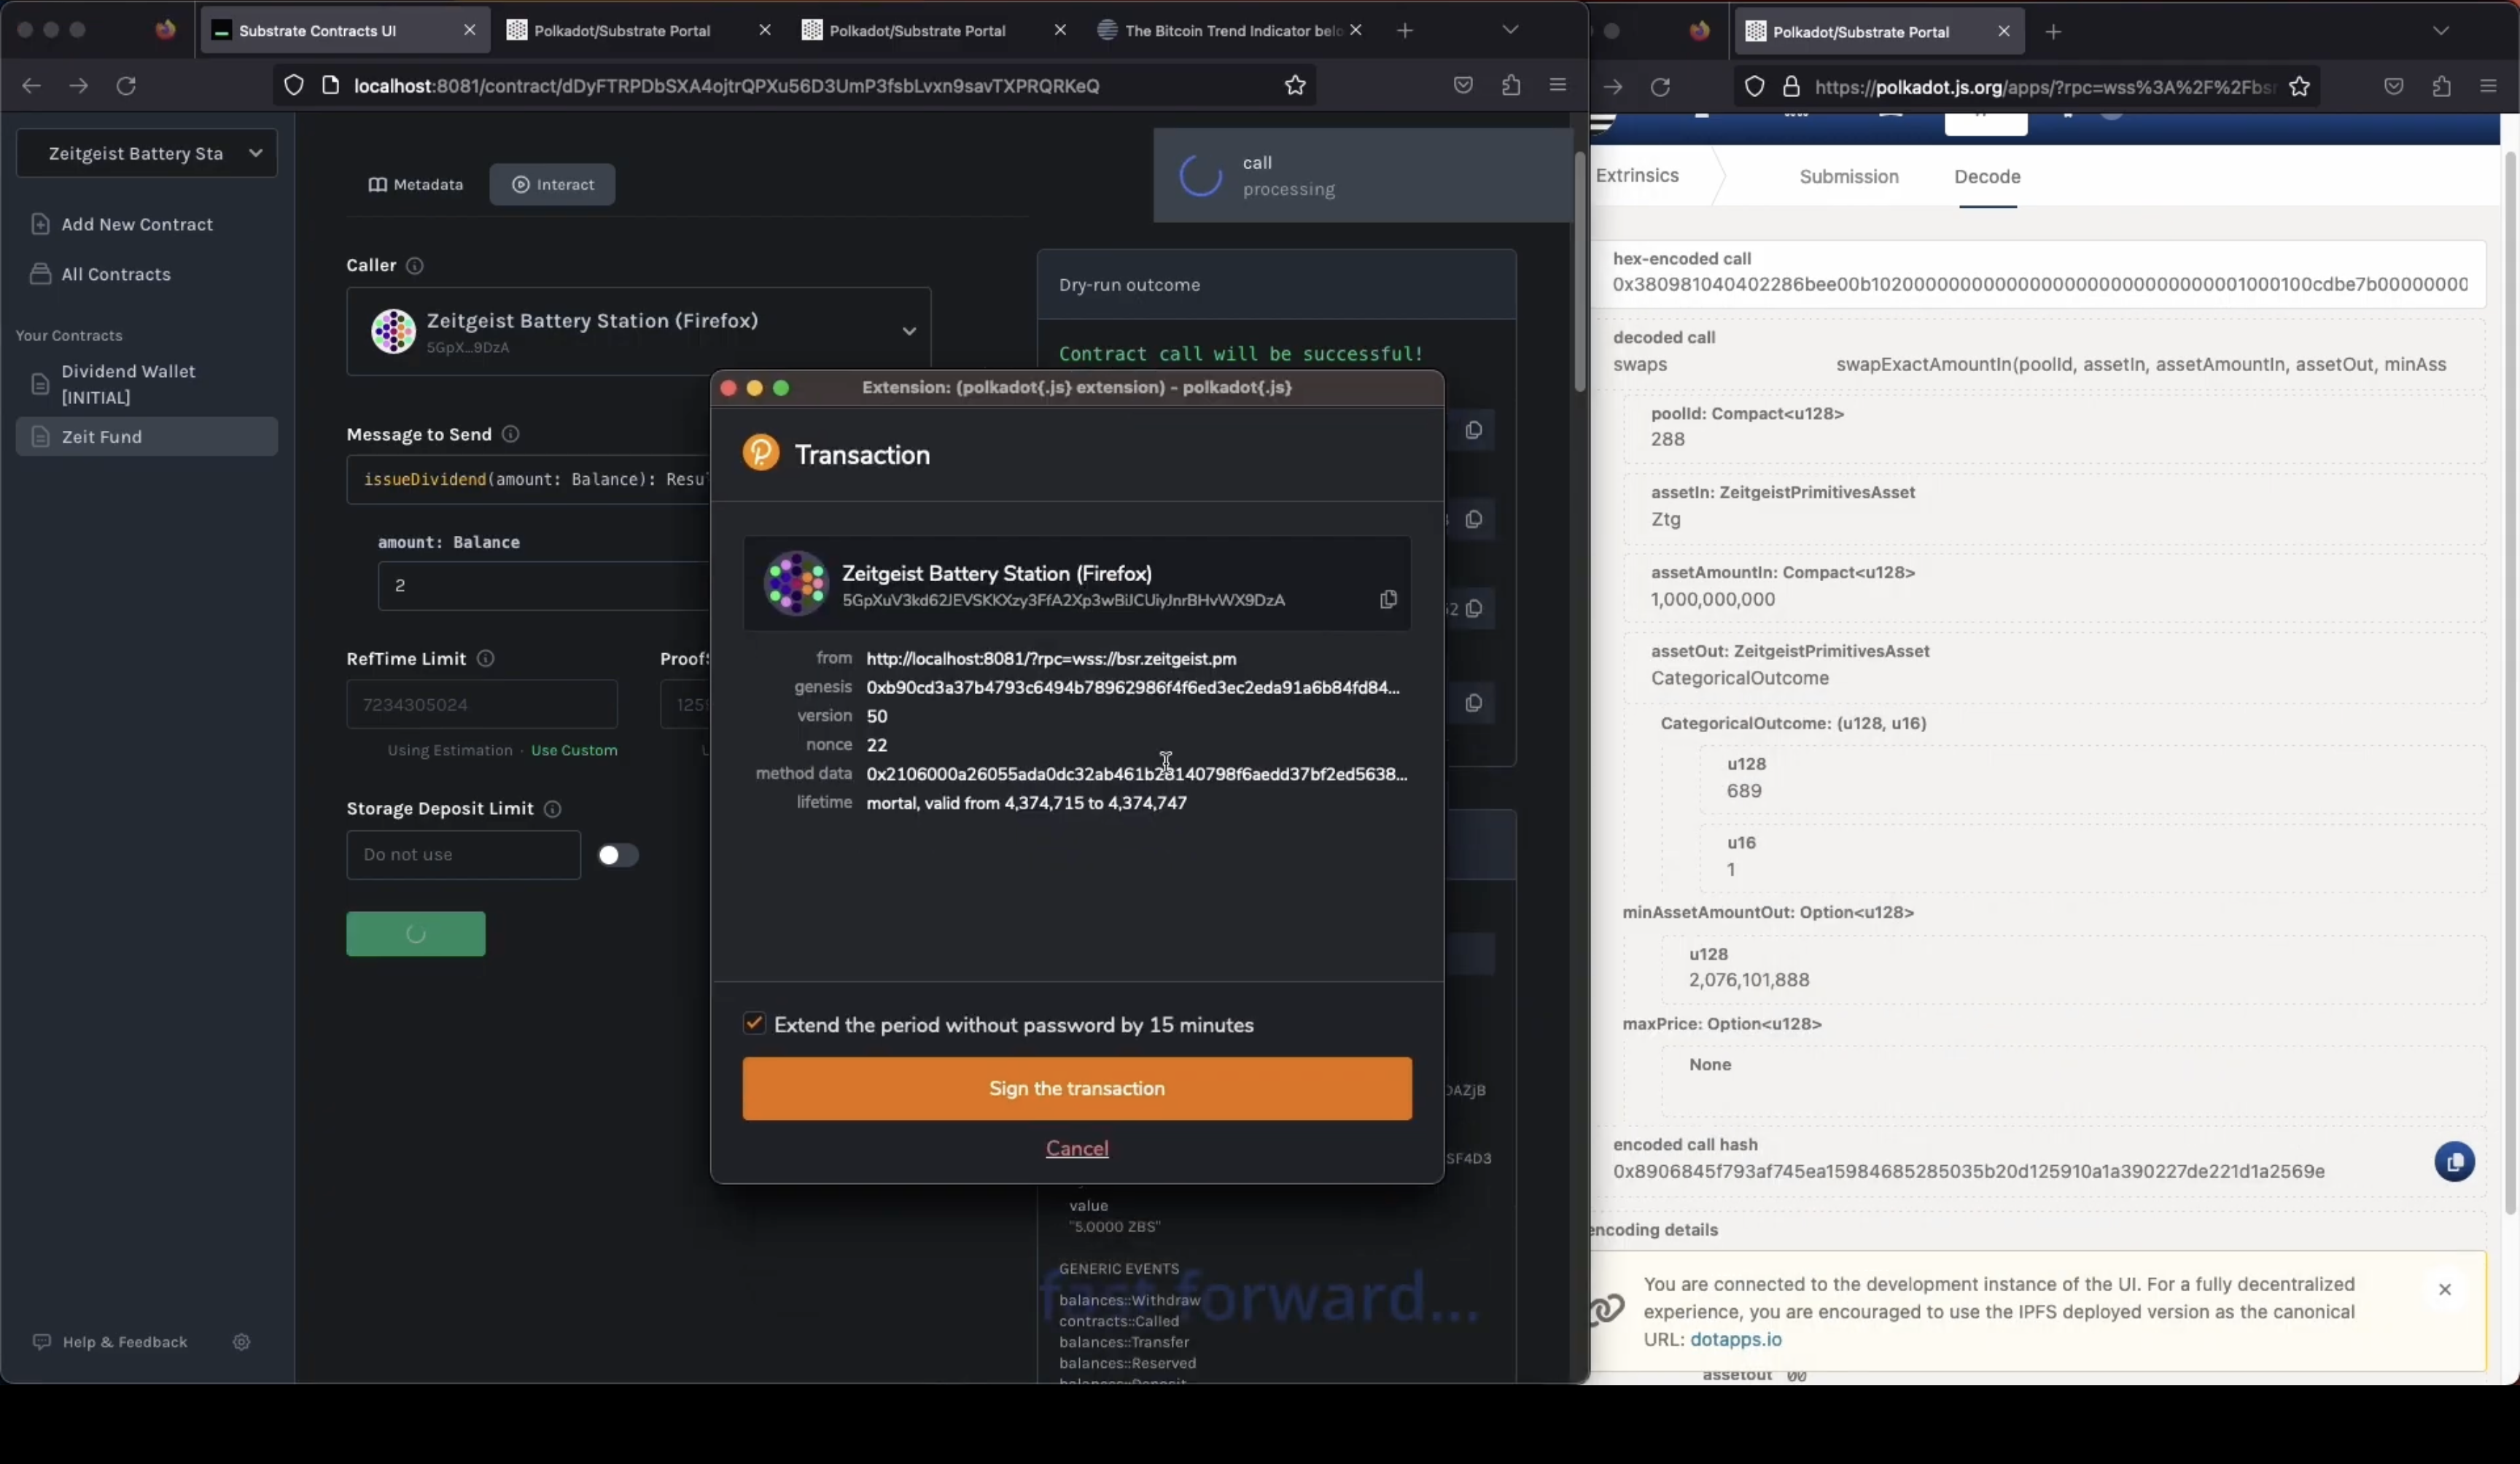 Substrate Contracts UI
Polkadot/Substrate Portal
Polkadot/Substrate Portal
The Bitcoin Trend Indicator belo
localhost:8081/contract/dDyFTRPDbSXA4ojtrQPXu56D3UmP3fsbLvxn9savTXPRQRKeQ
Zeitgeist Battery Sta
Add New Contract
All Contracts
Your Contracts
Dividend Wallet
[INITIAL]
Zeit Fund
Help & Feedback
Metadata
Interact
call
processing
Caller
Zeitgeist Battery Station (Firefox)
5GpX...9DzA
Message to Send
issueDividend(amount: Balance): Resu
amount: Balance
2
RefTime Limit
7234305024
Using Estimation · Use Custom
Storage Deposit Limit
Do not use
Dry-run outcome
Contract call will be successful!
Extension: (polkadot{.js} extension) - polkadot{.js}
Transaction
Zeitgeist Battery Station (Firefox)
5GpXuV3kd62JEVSKKXzy3FfA2Xp3wBiJCUiyJnrBHvWX9DzA
from http://localhost:8081/?rpc=wss://bsr.zeitgeist.pm
genesis 0xb90cd3a37b4793c6494b78962986f4f6ed3ec2eda91a6b84fd84...
version 50
nonce 22
method data 0x2106000a26055ada0dc32ab461b28140798f6aedd37bf2ed5638...
lifetime mortal, valid from 4,374,715 to 4,374,747
Extend the period without password by 15 minutes
Sign the transaction
Cancel
SF4D3
value
"5.0000 ZBS"
GENERIC EVENTS
balances::Withdraw
contracts::Called
balances::Transfer
balances::Reserved
fast forward...
Polkadot/Substrate Portal
https://polkadot.js.org/apps/?rpc=wss%3A%2F%2Fbsr
Extrinsics
Submission
Decode
hex-encoded call
decoded call
swaps
swapExactAmountIn(poolId, assetIn, assetAmountIn, assetOut, minAss
poolId: Compact<u128>
288
assetIn: ZeitgeistPrimitivesAsset
Ztg
assetAmountIn: Compact<u128>
1,000,000,000
assetOut: ZeitgeistPrimitivesAsset
CategoricalOutcome
CategoricalOutcome: (u128, u16)
u128
689
u16
1
minAssetAmountOut: Option<u128>
u128
2,076,101,888
maxPrice: Option<u128>
None
encoded call hash
0x8906845f793af745ea15984685285035b20d125910a1a390227de221d1a2569e
encoding details
You are connected to the development instance of the UI. For a fully decentralized
experience, you are encouraged to use the IPFS deployed version as the canonical
URL: dotapps.io
assetout 00